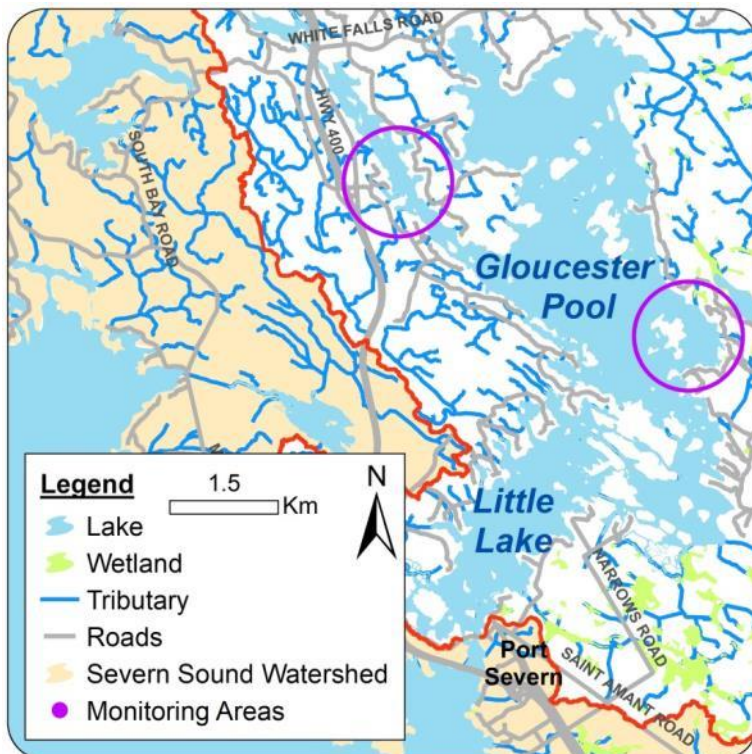 WHITE FALLS ROAD
HWY 400
SOUTH BAY ROAD
Gloucester
Pool
Little
Lake
NARROWS ROAD
Port
Severn
SAINT AMANT ROAD
Legend
1.5
Km
N
Lake
Wetland
Tributary
Roads
Severn Sound Watershed
Monitoring Areas